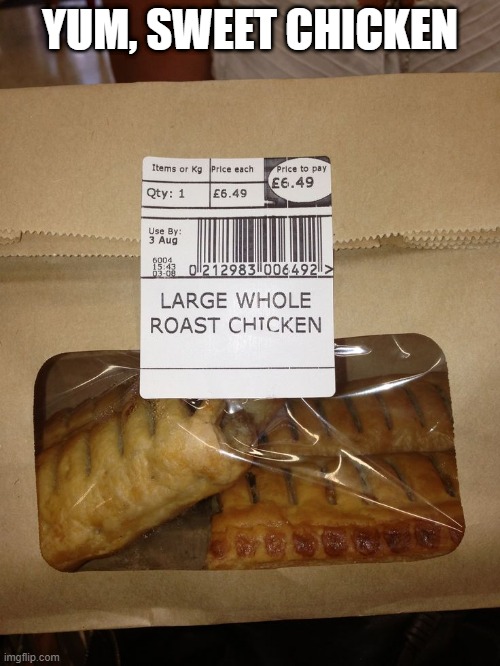 YUM, SWEET CHICKEN
Items or Kg Price each Price to pay
Qty: 1 £6.49 £6.49
Use By:
3 Aug
6004
15:43
03-08
0 212983 006492 >
LARGE WHOLE
ROAST CHICKEN
imgflip.com